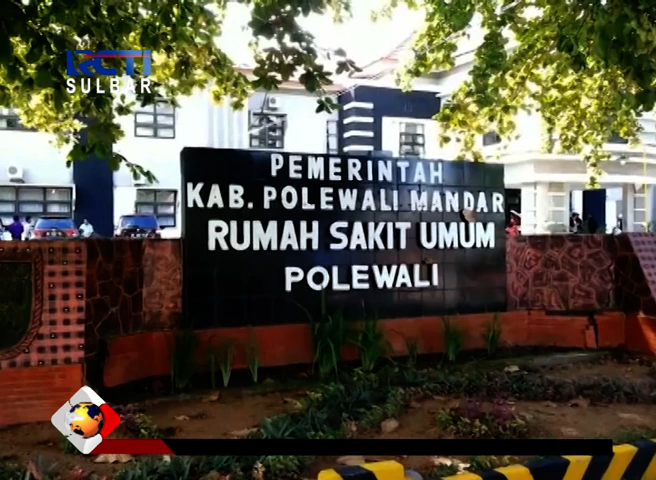 RCTI
SULBAR
PEMERINTAH
KAB. POLEWALI MANDAR
RUMAH SAKIT UMUM
POLEWALI